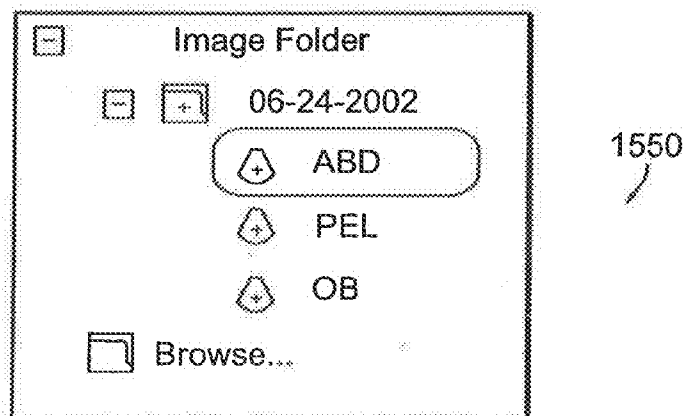 Image Folder
06-24-2002
ABD
1550
PEL
OB
Browse...